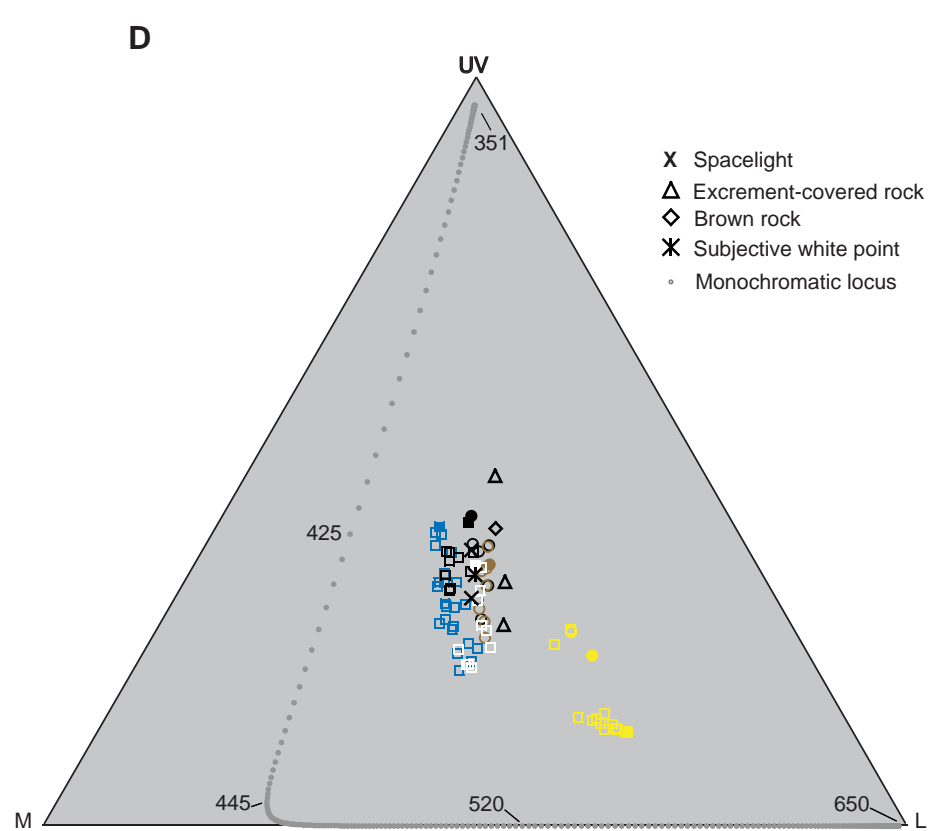 D
UV
351
X Spacelight
Excrement-covered rock
Brown rock
Subjective white point
Monochromatic locus
425
445
520
650
M
L